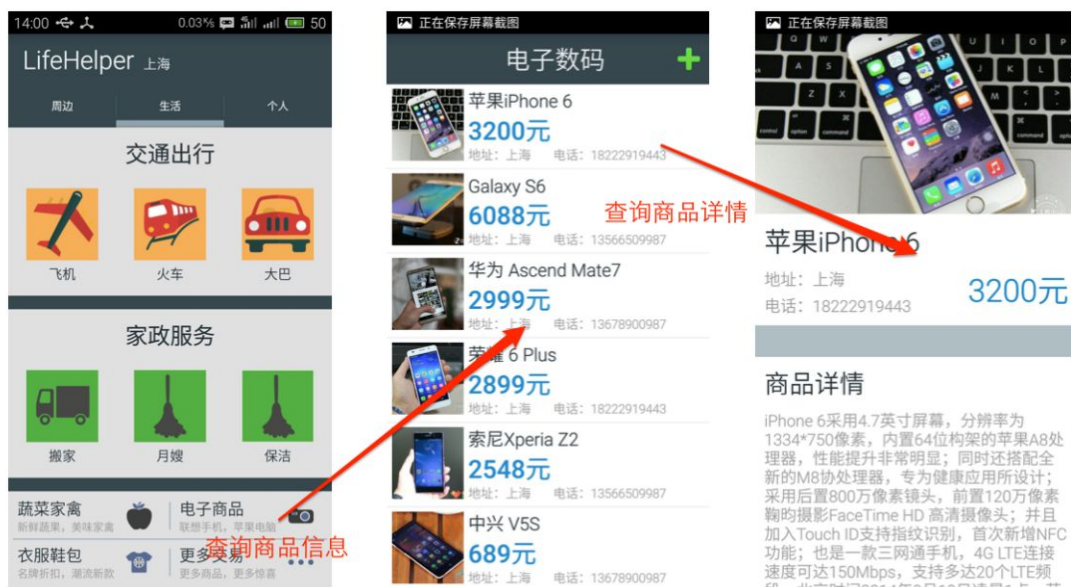 14:00
0.03 K/s
50
LifeHelper 上海
周边 生活 个人
交通出行
飞机 火车 大巴
家政服务
搬家 月嫂 保洁
蔬菜家禽
新鲜蔬果，美味家禽
电子商品
联想手机，苹果电脑
衣服鞋包
名牌折扣，潮流新款
更多交易
更多商品，更多惊喜
查询商品信息
正在保存屏幕截图
电子数码
苹果iPhone 6
3200元
地址：上海 电话：18222919443
Galaxy S6
6088元
地址：上海 电话：13566509987
华为 Ascend Mate7
2999元
地址：上海 电话：13678900987
荣耀 6 Plus
2899元
地址：上海 电话：18222919443
索尼Xperia Z2
2548元
地址：上海 电话：13566509987
中兴 V5S
689元
地址：上海 电话：13678900987
查询商品详情
正在保存屏幕截图
苹果iPhone 6
地址：上海
电话：18222919443
3200元
商品详情
iPhone 6采用4.7英寸屏幕，分辨率为
1334*750像素，内置64位构架的苹果A8处
理器，性能提升非常明显；同时还搭配全
新的M8协处理器，专为健康应用所设计；
采用后置800万像素镜头，前置120万像素
鞠昀摄影FaceTime HD 高清摄像头；并且
加入Touch ID支持指纹识别，首次新增NFC
功能；也是一款三网通手机，4G LTE连接
速度可达150Mbps，支持多达20个LTE频